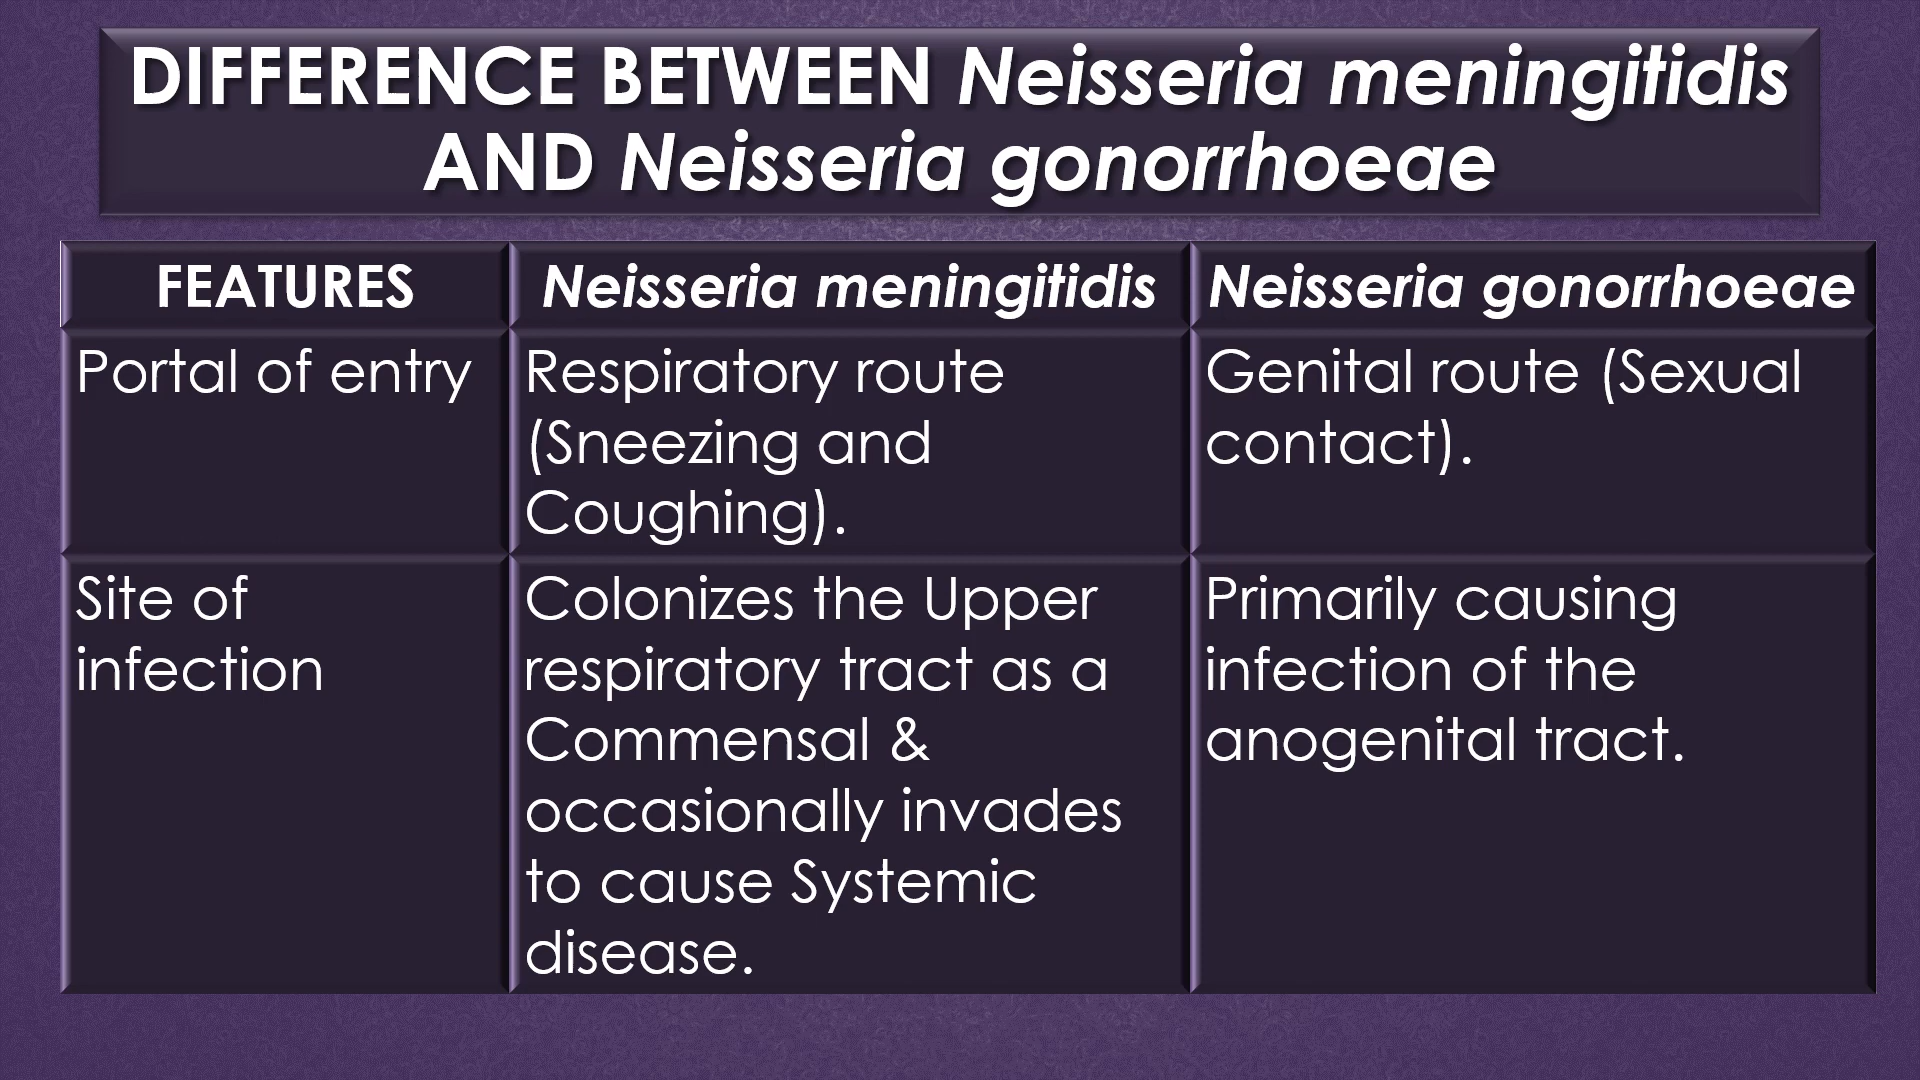 DIFFERENCE BETWEEN Neisseria meningitidis
AND Neisseria gonorrhoeae
FEATURES
Neisseria meningitidis
Neisseria gonorrhoeae
Portal of entry
Respiratory route
(Sneezing and
Coughing).
Genital route (Sexual
contact).
Site of
infection
Colonizes the Upper
respiratory tract as a
Commensal &
occasionally invades
to cause Systemic
disease.
Primarily causing
infection of the
anogenital tract.